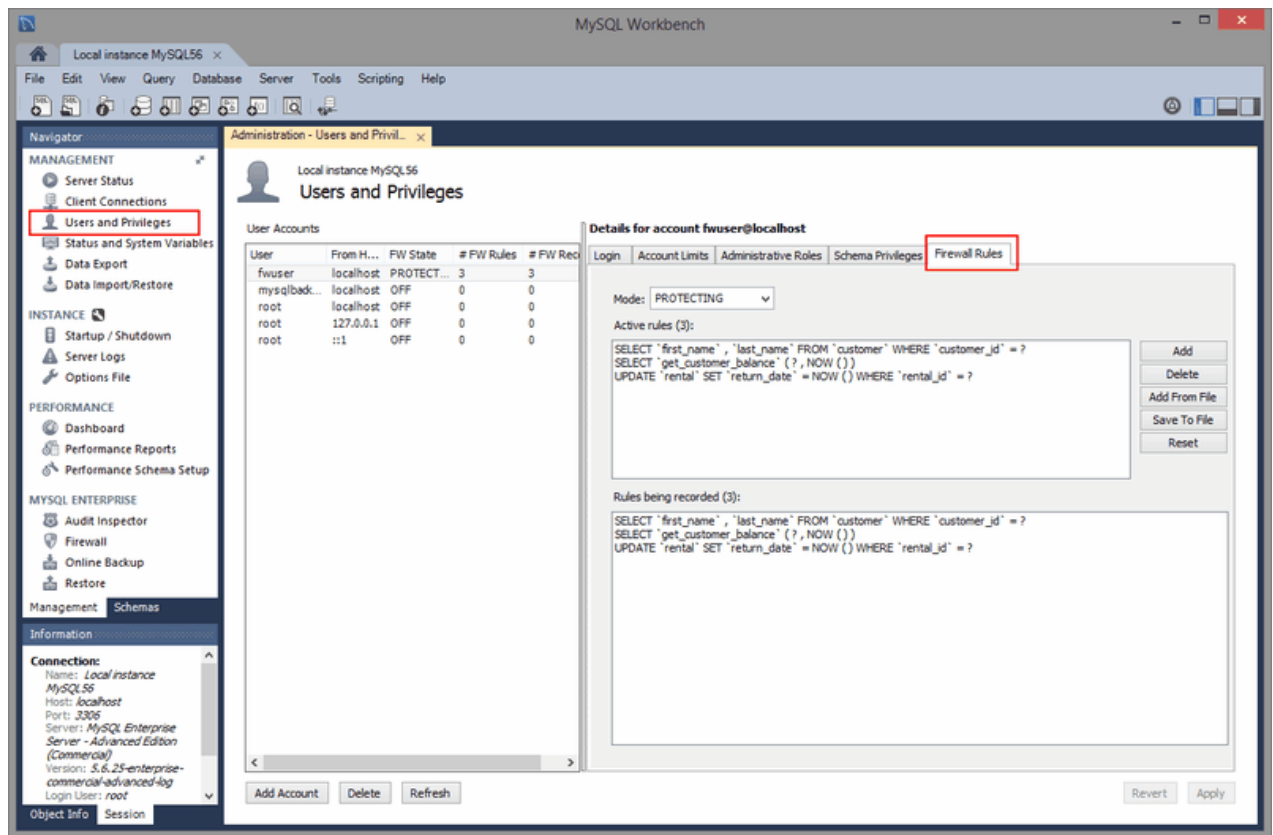 MySQL Workbench
Local instance MySQL56
File Edit View Query Database Server Tools Scripting Help
Navigator
MANAGEMENT
Server Status
Client Connections
Users and Privileges
Status and System Variables
Data Export
Data Import/Restore
INSTANCE
Startup / Shutdown
Server Logs
Options File
PERFORMANCE
Dashboard
Performance Reports
Performance Schema Setup
MYSQL ENTERPRISE
Audit Inspector
Firewall
Online Backup
Restore
Management Schemas
Information
Connection:
Name: Local instance
MySQL56
Host: localhost
Port: 3306
Server: MySQL Enterprise
Server - Advanced Edition
(Commercial)
Version: 5.6.25-enterprise-
commercial-advanced-log
Login User: root
Object Info Session
Administration - Users and Privil...
Local instance MySQL56
Users and Privileges
User Accounts
User From H... FW State # FW Rules # FW Rec
fwuser localhost PROTECT... 3 3
mysqlback... localhost OFF 0 0
root localhost OFF 0 0
root 127.0.0.1 OFF 0 0
root ::1 OFF 0 0
Add Account Delete Refresh
Details for account fwuser@localhost
Login Account Limits Administrative Roles Schema Privileges Firewall Rules
Mode: PROTECTING
Active rules (3):
SELECT `first_name` , `last_name` FROM `customer` WHERE `customer_id` = ?
SELECT `get_customer_balance` ( ? , NOW ( ) )
UPDATE `rental` SET `return_date` = NOW ( ) WHERE `rental_id` = ?
Add
Delete
Add From File
Save To File
Reset
Rules being recorded (3):
SELECT `first_name` , `last_name` FROM `customer` WHERE `customer_id` = ?
SELECT `get_customer_balance` ( ? , NOW ( ) )
UPDATE `rental` SET `return_date` = NOW ( ) WHERE `rental_id` = ?
Revert Apply